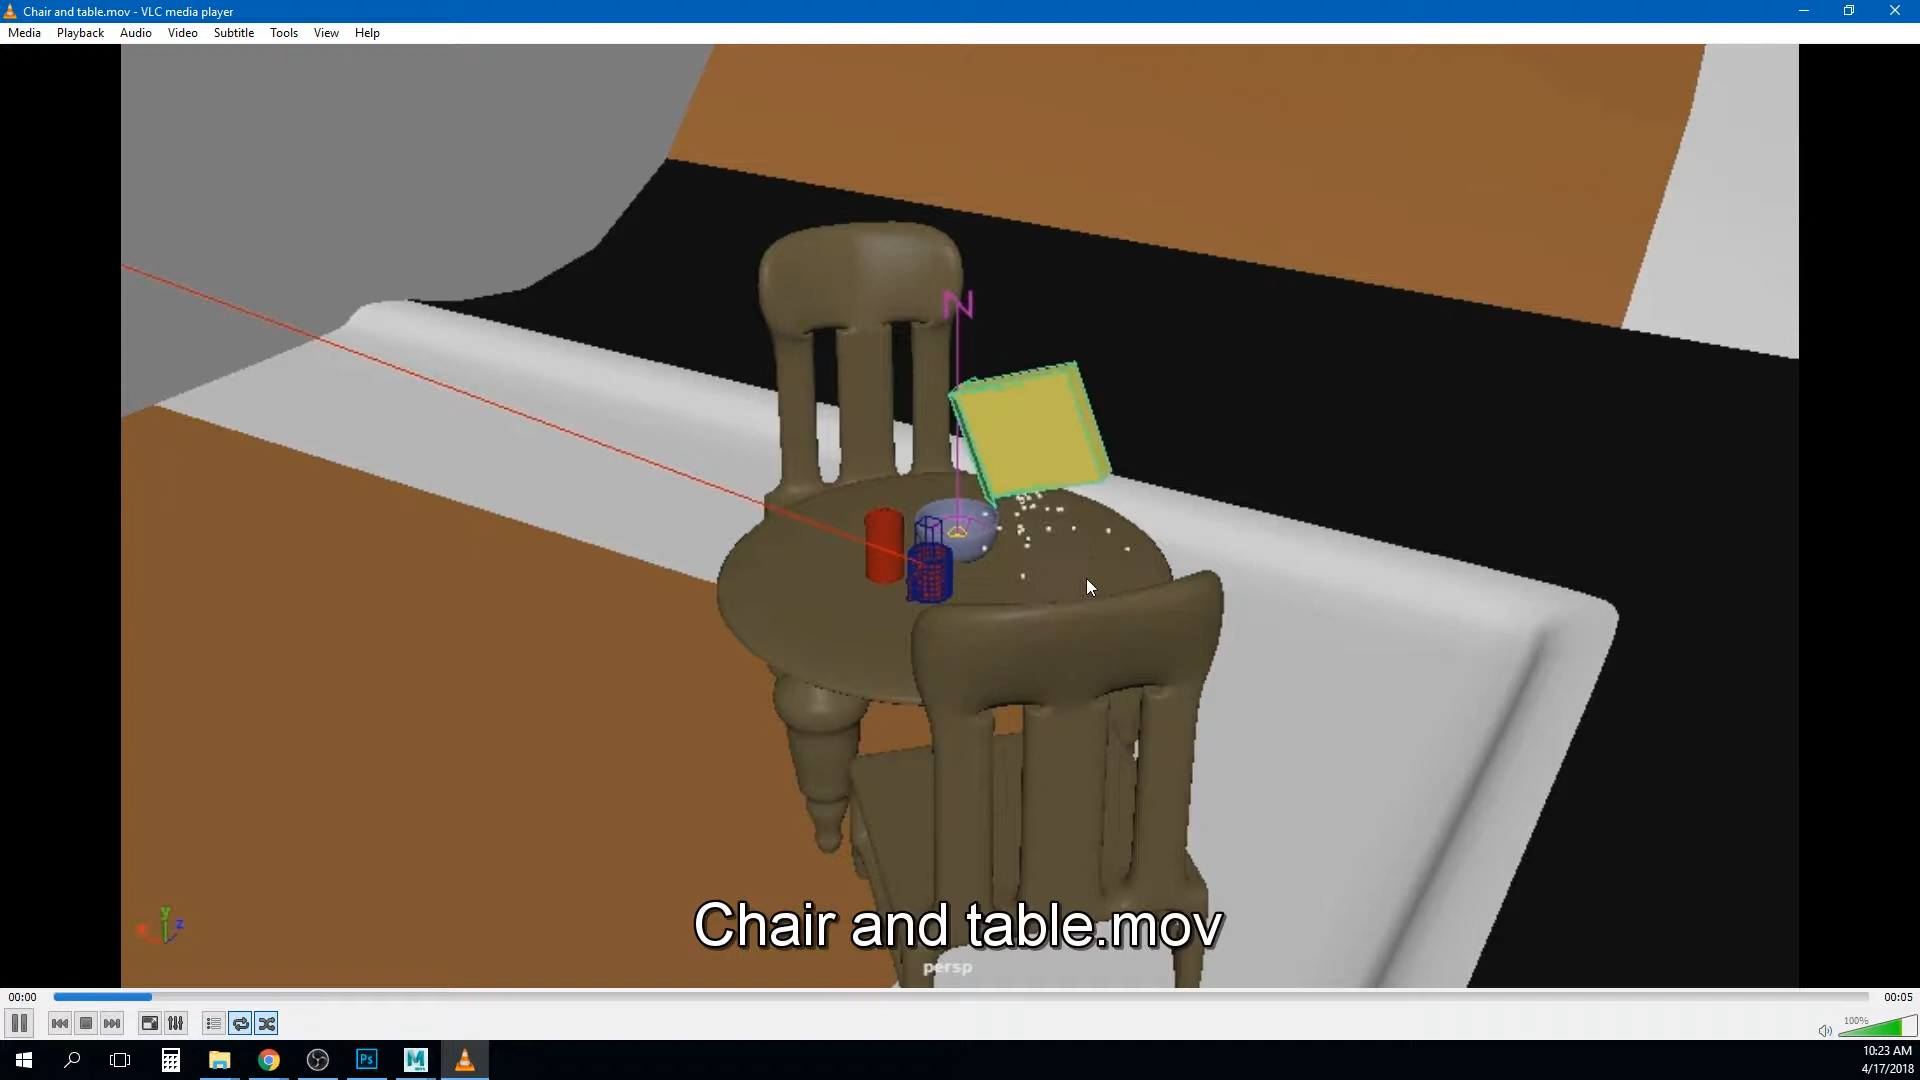 Chair and table.mov - VLC media player
Media Playback Audio Video Subtitle Tools View Help
N
y
z
Chair and table.mov
persp
00:00
00:05
100%
Ps
M
10:23 AM
4/17/2018